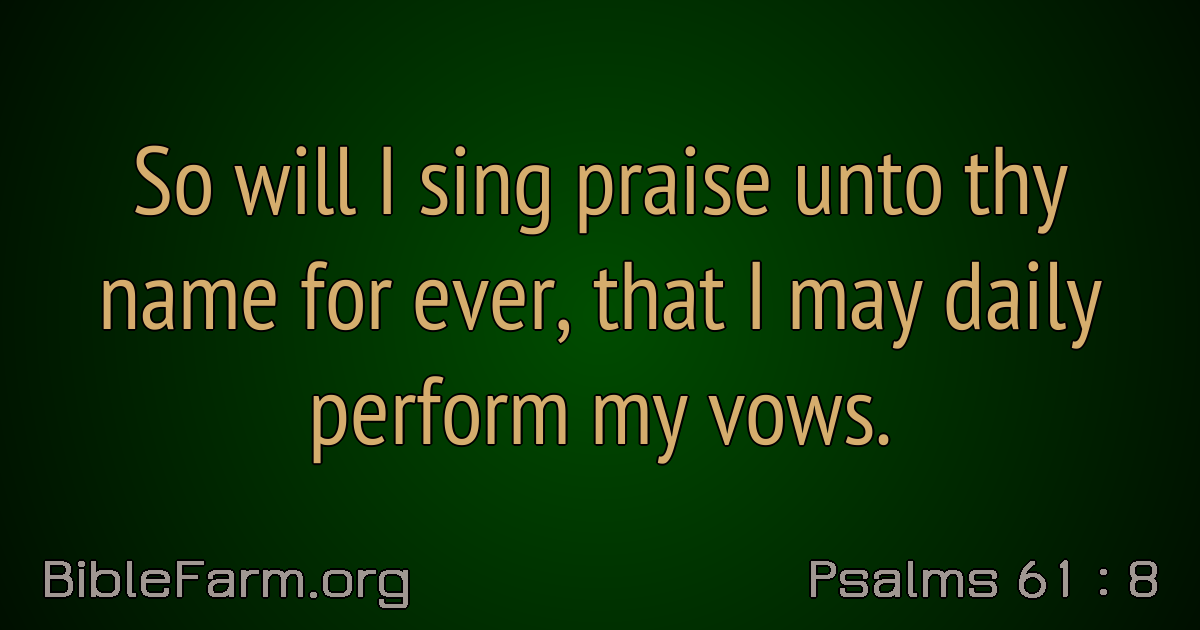 So will I sing praise unto thy
name for ever, that I may daily
perform my vows.
BibleFarm.org
Psalms 61 : 8